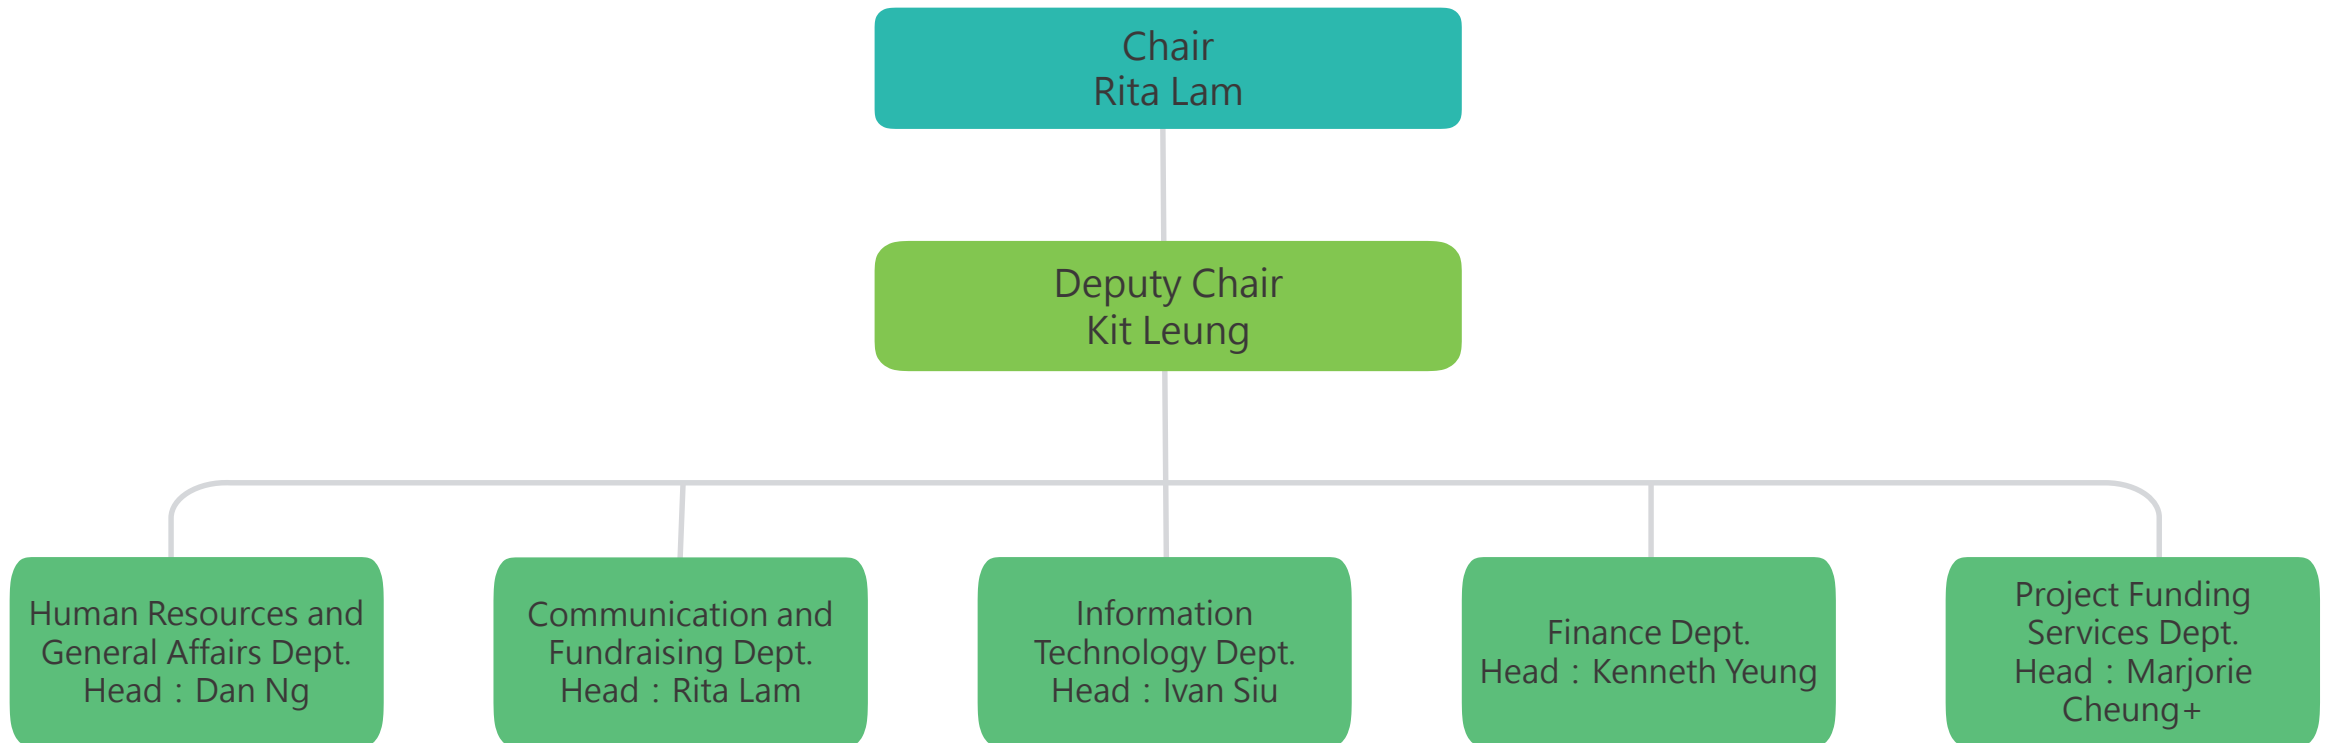 Chair
Rita Lam
Deputy Chair
Kit Leung
Human Resources and
General Affairs Dept.
Head：Dan Ng
Communication and
Fundraising Dept.
Head：Rita Lam
Information
Technology Dept.
Head：Ivan Siu
Finance Dept.
Head：Kenneth Yeung
Project Funding
Services Dept.
Head：Marjorie
Cheung+